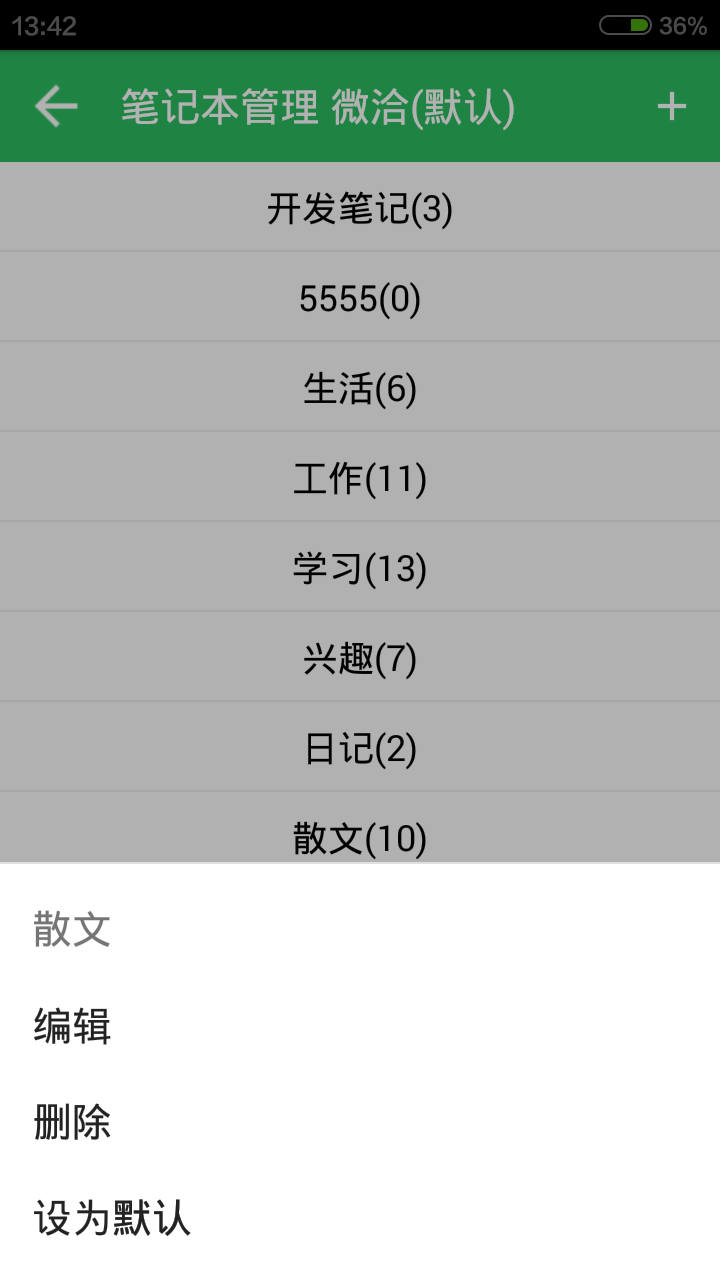 13:42 36%
笔记本管理 微洽(默认) +
开发笔记(3)
5555(0)
生活(6)
工作(11)
学习(13)
兴趣(7)
日记(2)
散文(10)
散文
编辑
删除
设为默认